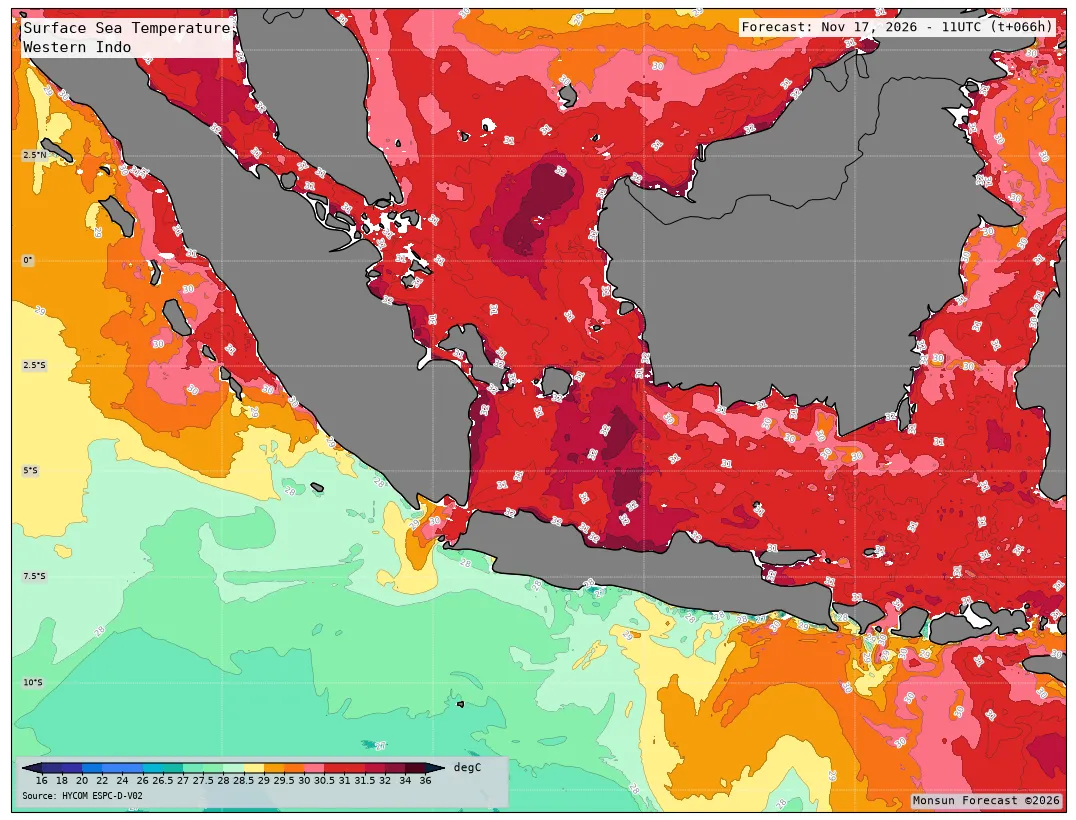 Surface Sea Temperature
Western Indo
Forecast: Nov 17, 2026 - 11UTC (t+066h)
2.5°N
0°
2.5°S
5°S
7.5°S
10°S
16 18 20 22 24 26 26.5 27 27.5 28 28.5 29 29.5 30 30.5 31 31.5 32 34 36 degC
Source: HYCOM ESPC-D-V02
Monsun Forecast ©2026